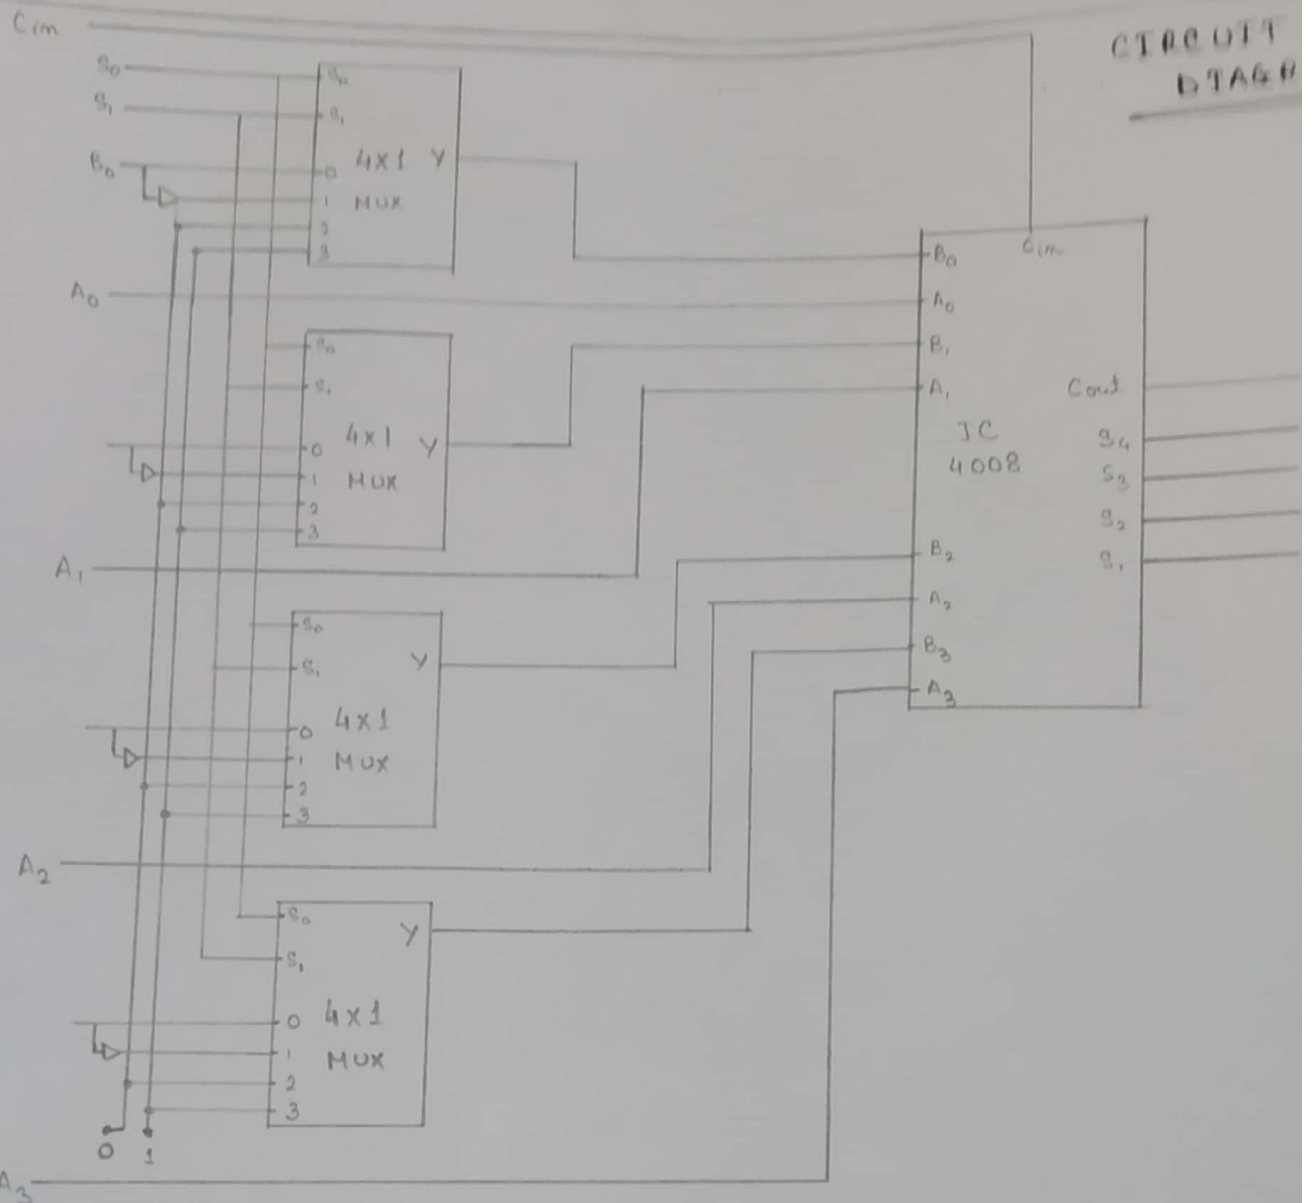 Cin
CIRCUIT
DIAGR
S0
S1
B0
S0
S1
4x1 Y
MUX
0
1
2
3
A0
S0
S1
4x1 Y
MUX
0
1
2
3
A1
S0
S1
Y
4x1
MUX
0
1
2
3
A2
S0
S1
Y
4x1
MUX
0
1
2
3
0 1
A3
Cin
B0
A0
B1
A1
IC
4008
B2
A2
B3
A3
Cout
S4
S3
S2
S1